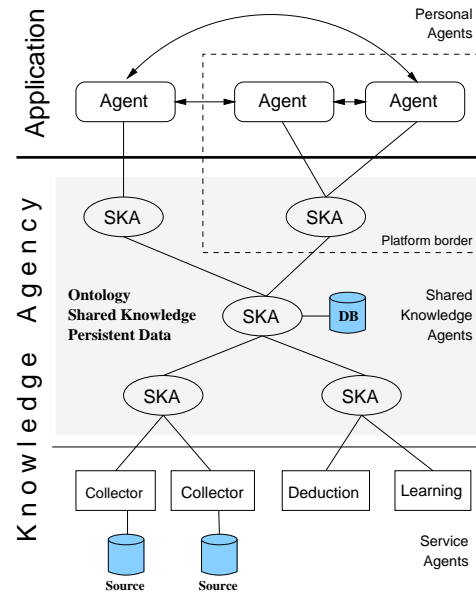 Personal
Agents
Application
Agent
Agent
Agent
SKA
SKA
Platform border
Knowledge Agency
Ontology
Shared Knowledge
Persistent Data
SKA
DB
Shared
Knowledge
Agents
SKA
SKA
Collector
Collector
Deduction
Learning
Service
Agents
Source
Source